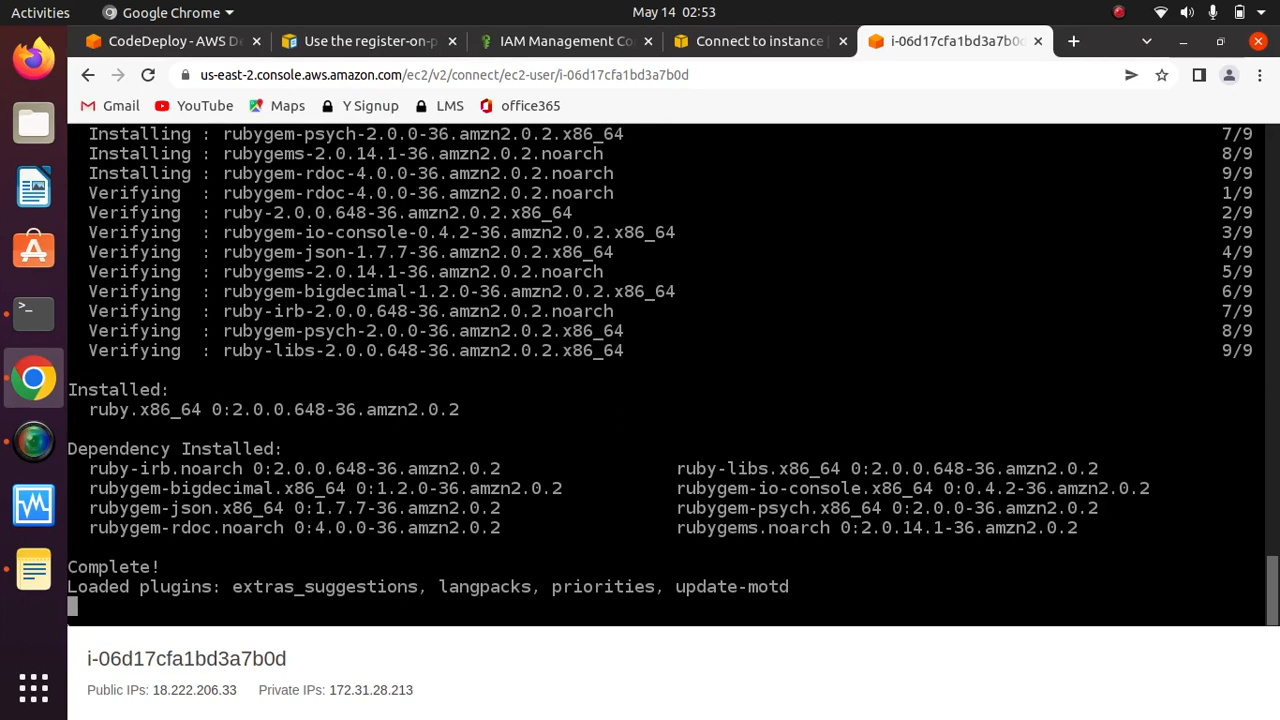 Activities Google Chrome May 14 02:53
CodeDeploy - AWS De Use the register-on-p IAM Management Co Connect to instance | i-06d17cfa1bd3a7b0d
us-east-2.console.aws.amazon.com/ec2/v2/connect/ec2-user/i-06d17cfa1bd3a7b0d
Gmail YouTube Maps Y Signup LMS office365
Installing : rubygem-psych-2.0.0-36.amzn2.0.2.x86_64 7/9
Installing : rubygems-2.0.14.1-36.amzn2.0.2.noarch 8/9
Installing : rubygem-rdoc-4.0.0-36.amzn2.0.2.noarch 9/9
Verifying : rubygem-rdoc-4.0.0-36.amzn2.0.2.noarch 1/9
Verifying : ruby-2.0.0.648-36.amzn2.0.2.x86_64 2/9
Verifying : rubygem-io-console-0.4.2-36.amzn2.0.2.x86_64 3/9
Verifying : rubygem-json-1.7.7-36.amzn2.0.2.x86_64 4/9
Verifying : rubygems-2.0.14.1-36.amzn2.0.2.noarch 5/9
Verifying : rubygem-bigdecimal-1.2.0-36.amzn2.0.2.x86_64 6/9
Verifying : ruby-irb-2.0.0.648-36.amzn2.0.2.noarch 7/9
Verifying : rubygem-psych-2.0.0-36.amzn2.0.2.x86_64 8/9
Verifying : ruby-libs-2.0.0.648-36.amzn2.0.2.x86_64 9/9
Installed:
ruby.x86_64 0:2.0.0.648-36.amzn2.0.2
Dependency Installed:
ruby-irb.noarch 0:2.0.0.648-36.amzn2.0.2 ruby-libs.x86_64 0:2.0.0.648-36.amzn2.0.2
rubygem-bigdecimal.x86_64 0:1.2.0-36.amzn2.0.2 rubygem-io-console.x86_64 0:0.4.2-36.amzn2.0.2
rubygem-json.x86_64 0:1.7.7-36.amzn2.0.2 rubygem-psych.x86_64 0:2.0.0-36.amzn2.0.2
rubygem-rdoc.noarch 0:4.0.0-36.amzn2.0.2 rubygems.noarch 0:2.0.14.1-36.amzn2.0.2
Complete!
Loaded plugins: extras_suggestions, langpacks, priorities, update-motd
i-06d17cfa1bd3a7b0d
Public IPs: 18.222.206.33 Private IPs: 172.31.28.213